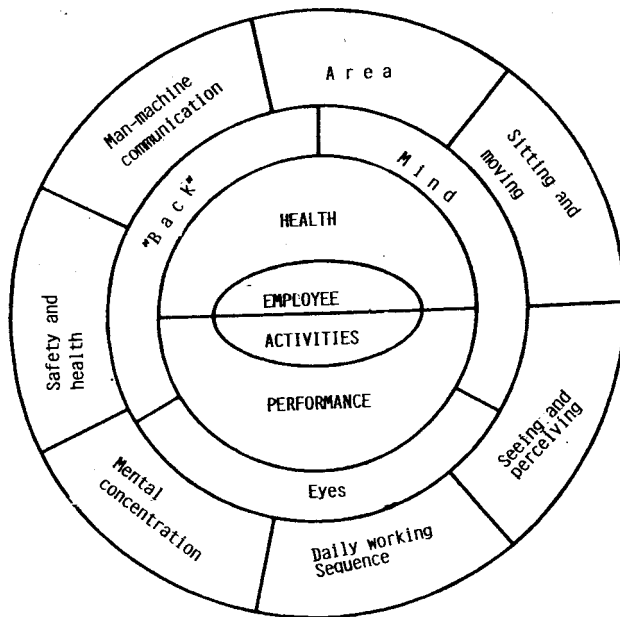 Area
Man-machine
communication
Sitting and
moving
"Back"
Mind
HEALTH
EMPLOYEE
ACTIVITIES
Safety and
health
PERFORMANCE
Seeing and
perceiving
Mental
concentration
Eyes
Daily working
Sequence